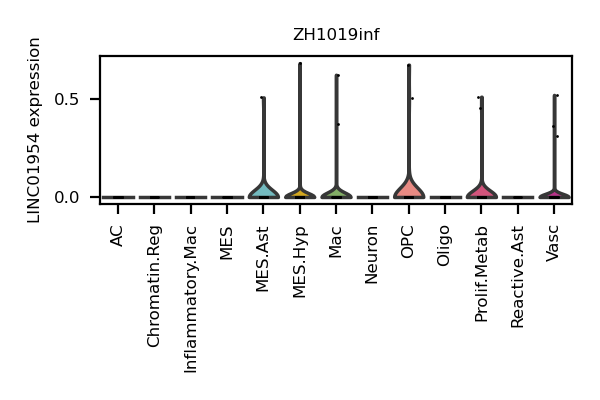 ZH1019inf
LINC01954 expression
0.5
0.0
AC
Chromatin.Reg
Inflammatory.Mac
MES
MES.Ast
MES.Hyp
Mac
Neuron
OPC
Oligo
Prolif.Metab
Reactive.Ast
Vasc